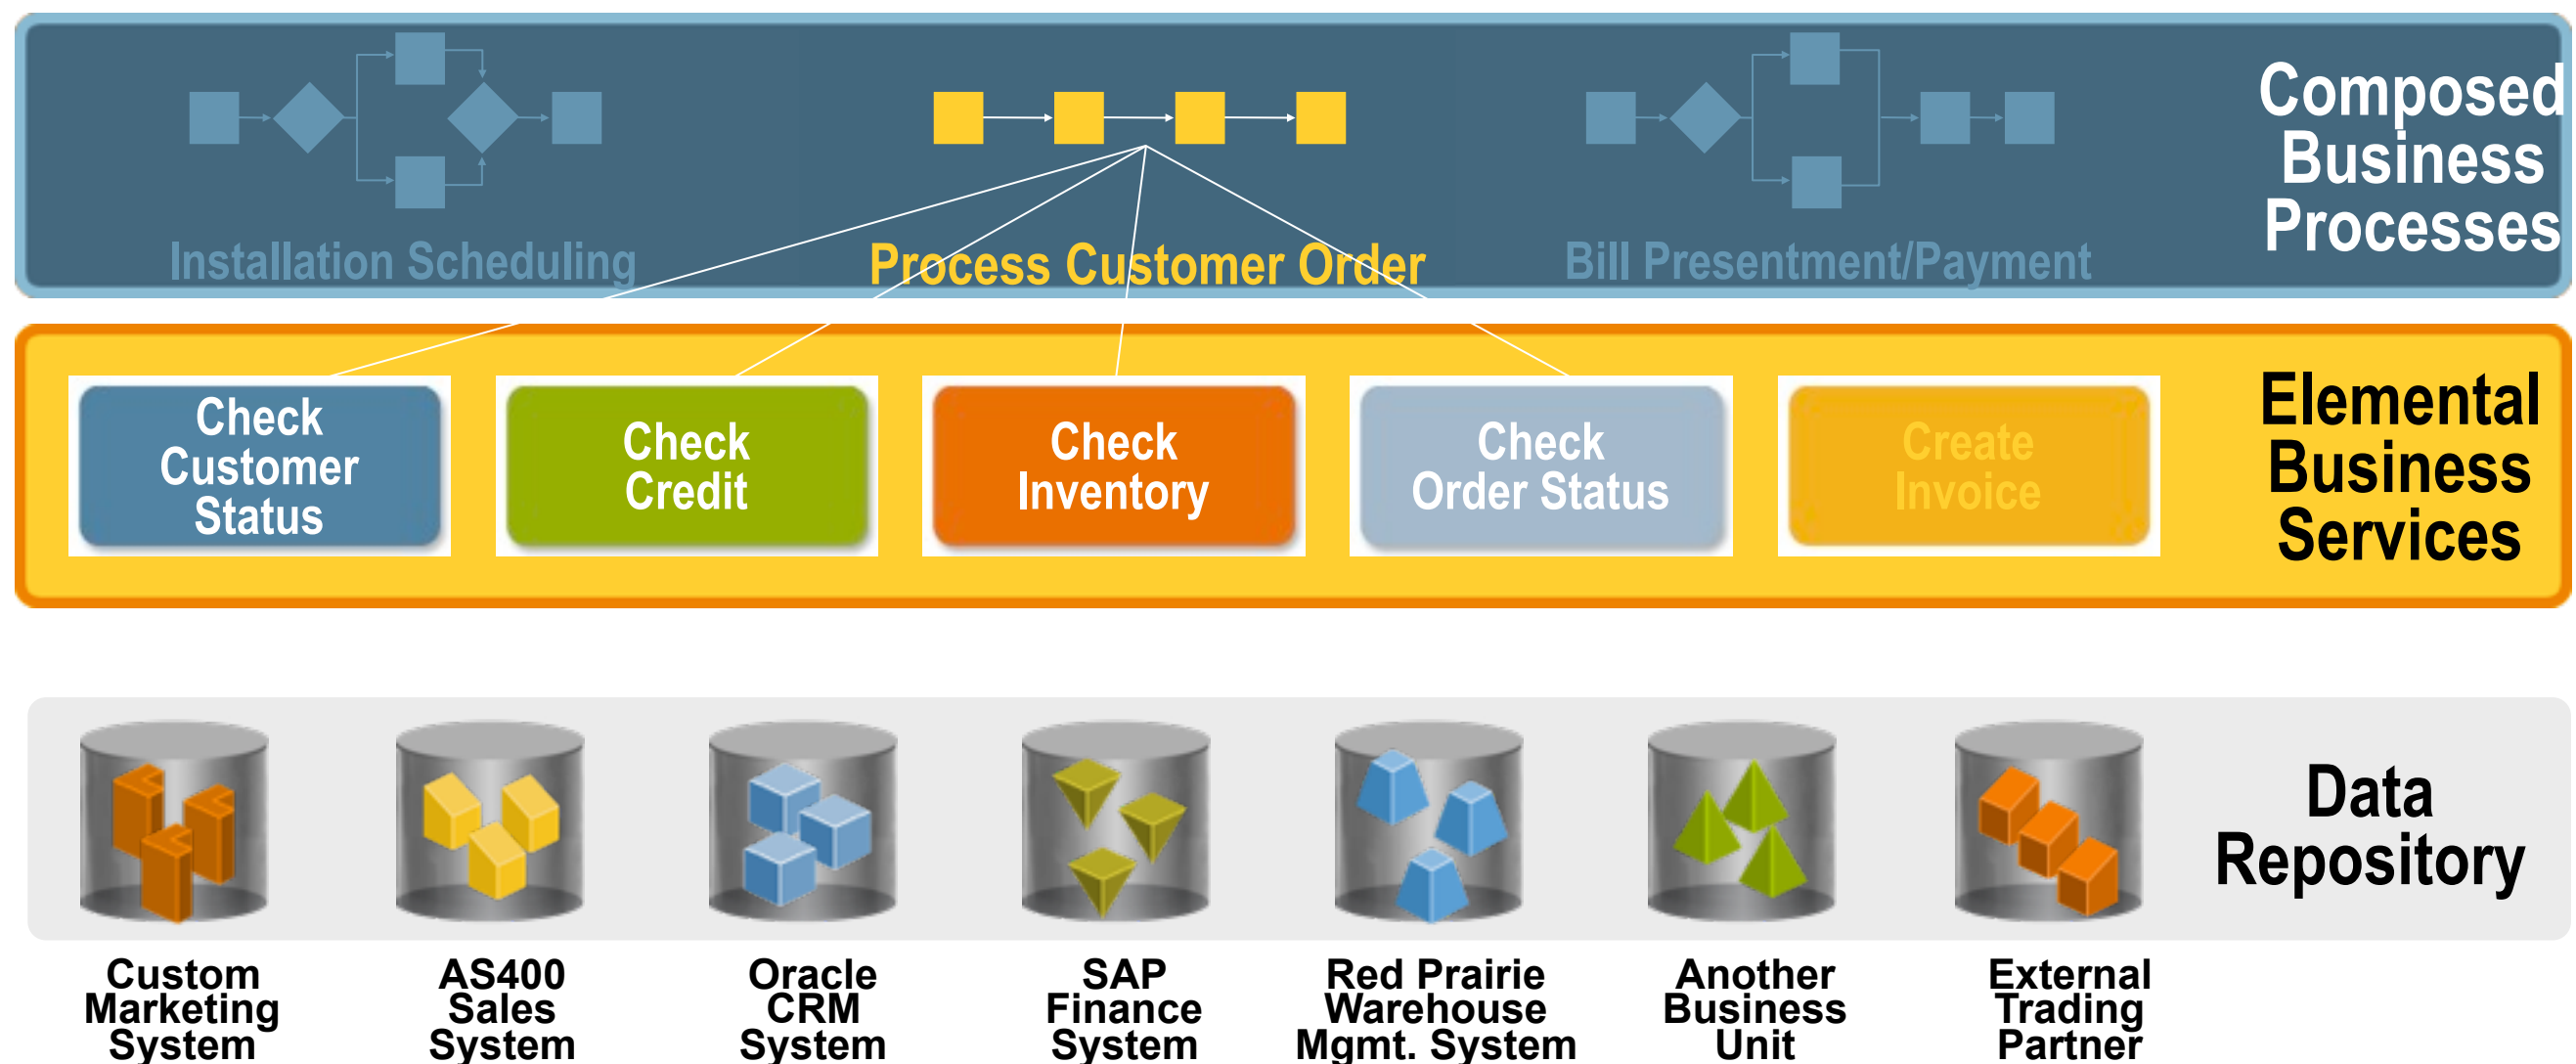 Composed
Business
Processes
Installation Scheduling
Process Customer Order
Bill Presentment/Payment
Check
Customer
Status
Check
Credit
Check
Inventory
Check
Order Status
Create
Invoice
Elemental
Business
Services
Data
Repository
Custom
Marketing
System
AS400
Sales
System
Oracle
CRM
System
SAP
Finance
System
Red Prairie
Warehouse
Mgmt. System
Another
Business
Unit
External
Trading
Partner